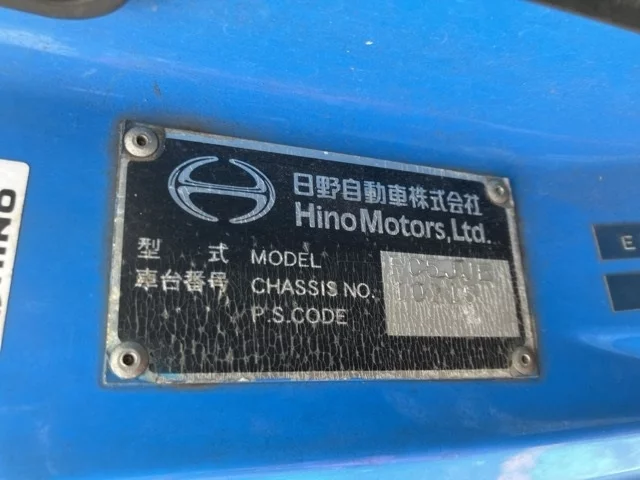 日野自動車株式会社
Hino Motors, Ltd.
型式 MODEL
車台番号 CHASSIS NO.
P.S.CODE
HINO
E